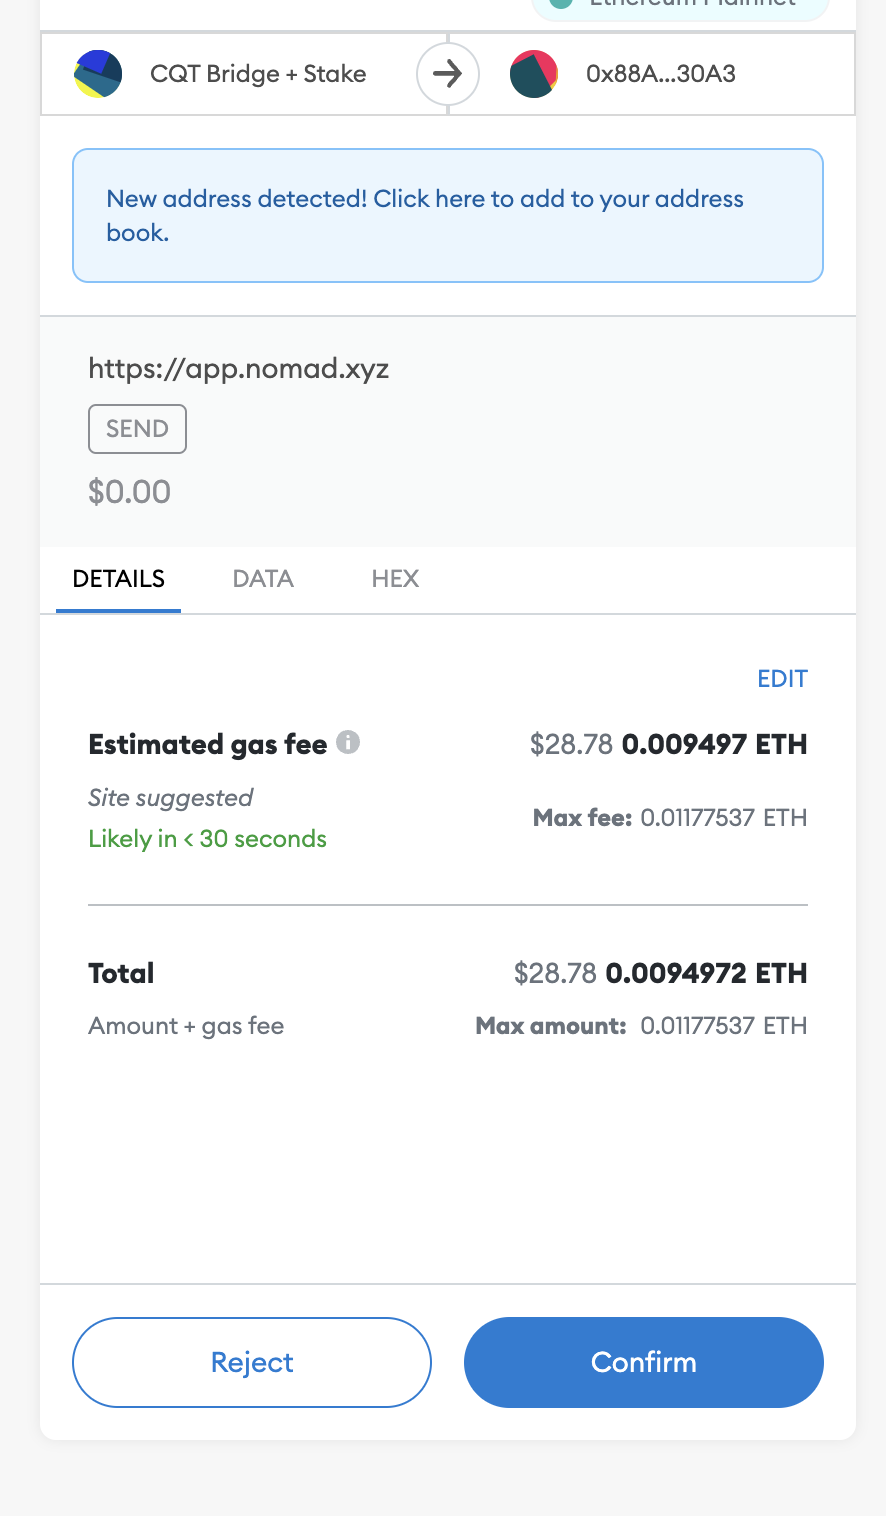 Ethereum Mainnet
CQT Bridge + Stake
0x88A...30A3
New address detected! Click here to add to your address
book.
https://app.nomad.xyz
SEND
$0.00
DETAILS DATA HEX
EDIT
Estimated gas fee $28.78 0.009497 ETH
Site suggested
Max fee: 0.01177537 ETH
Likely in < 30 seconds
Total $28.78 0.0094972 ETH
Amount + gas fee Max amount: 0.01177537 ETH
Reject Confirm